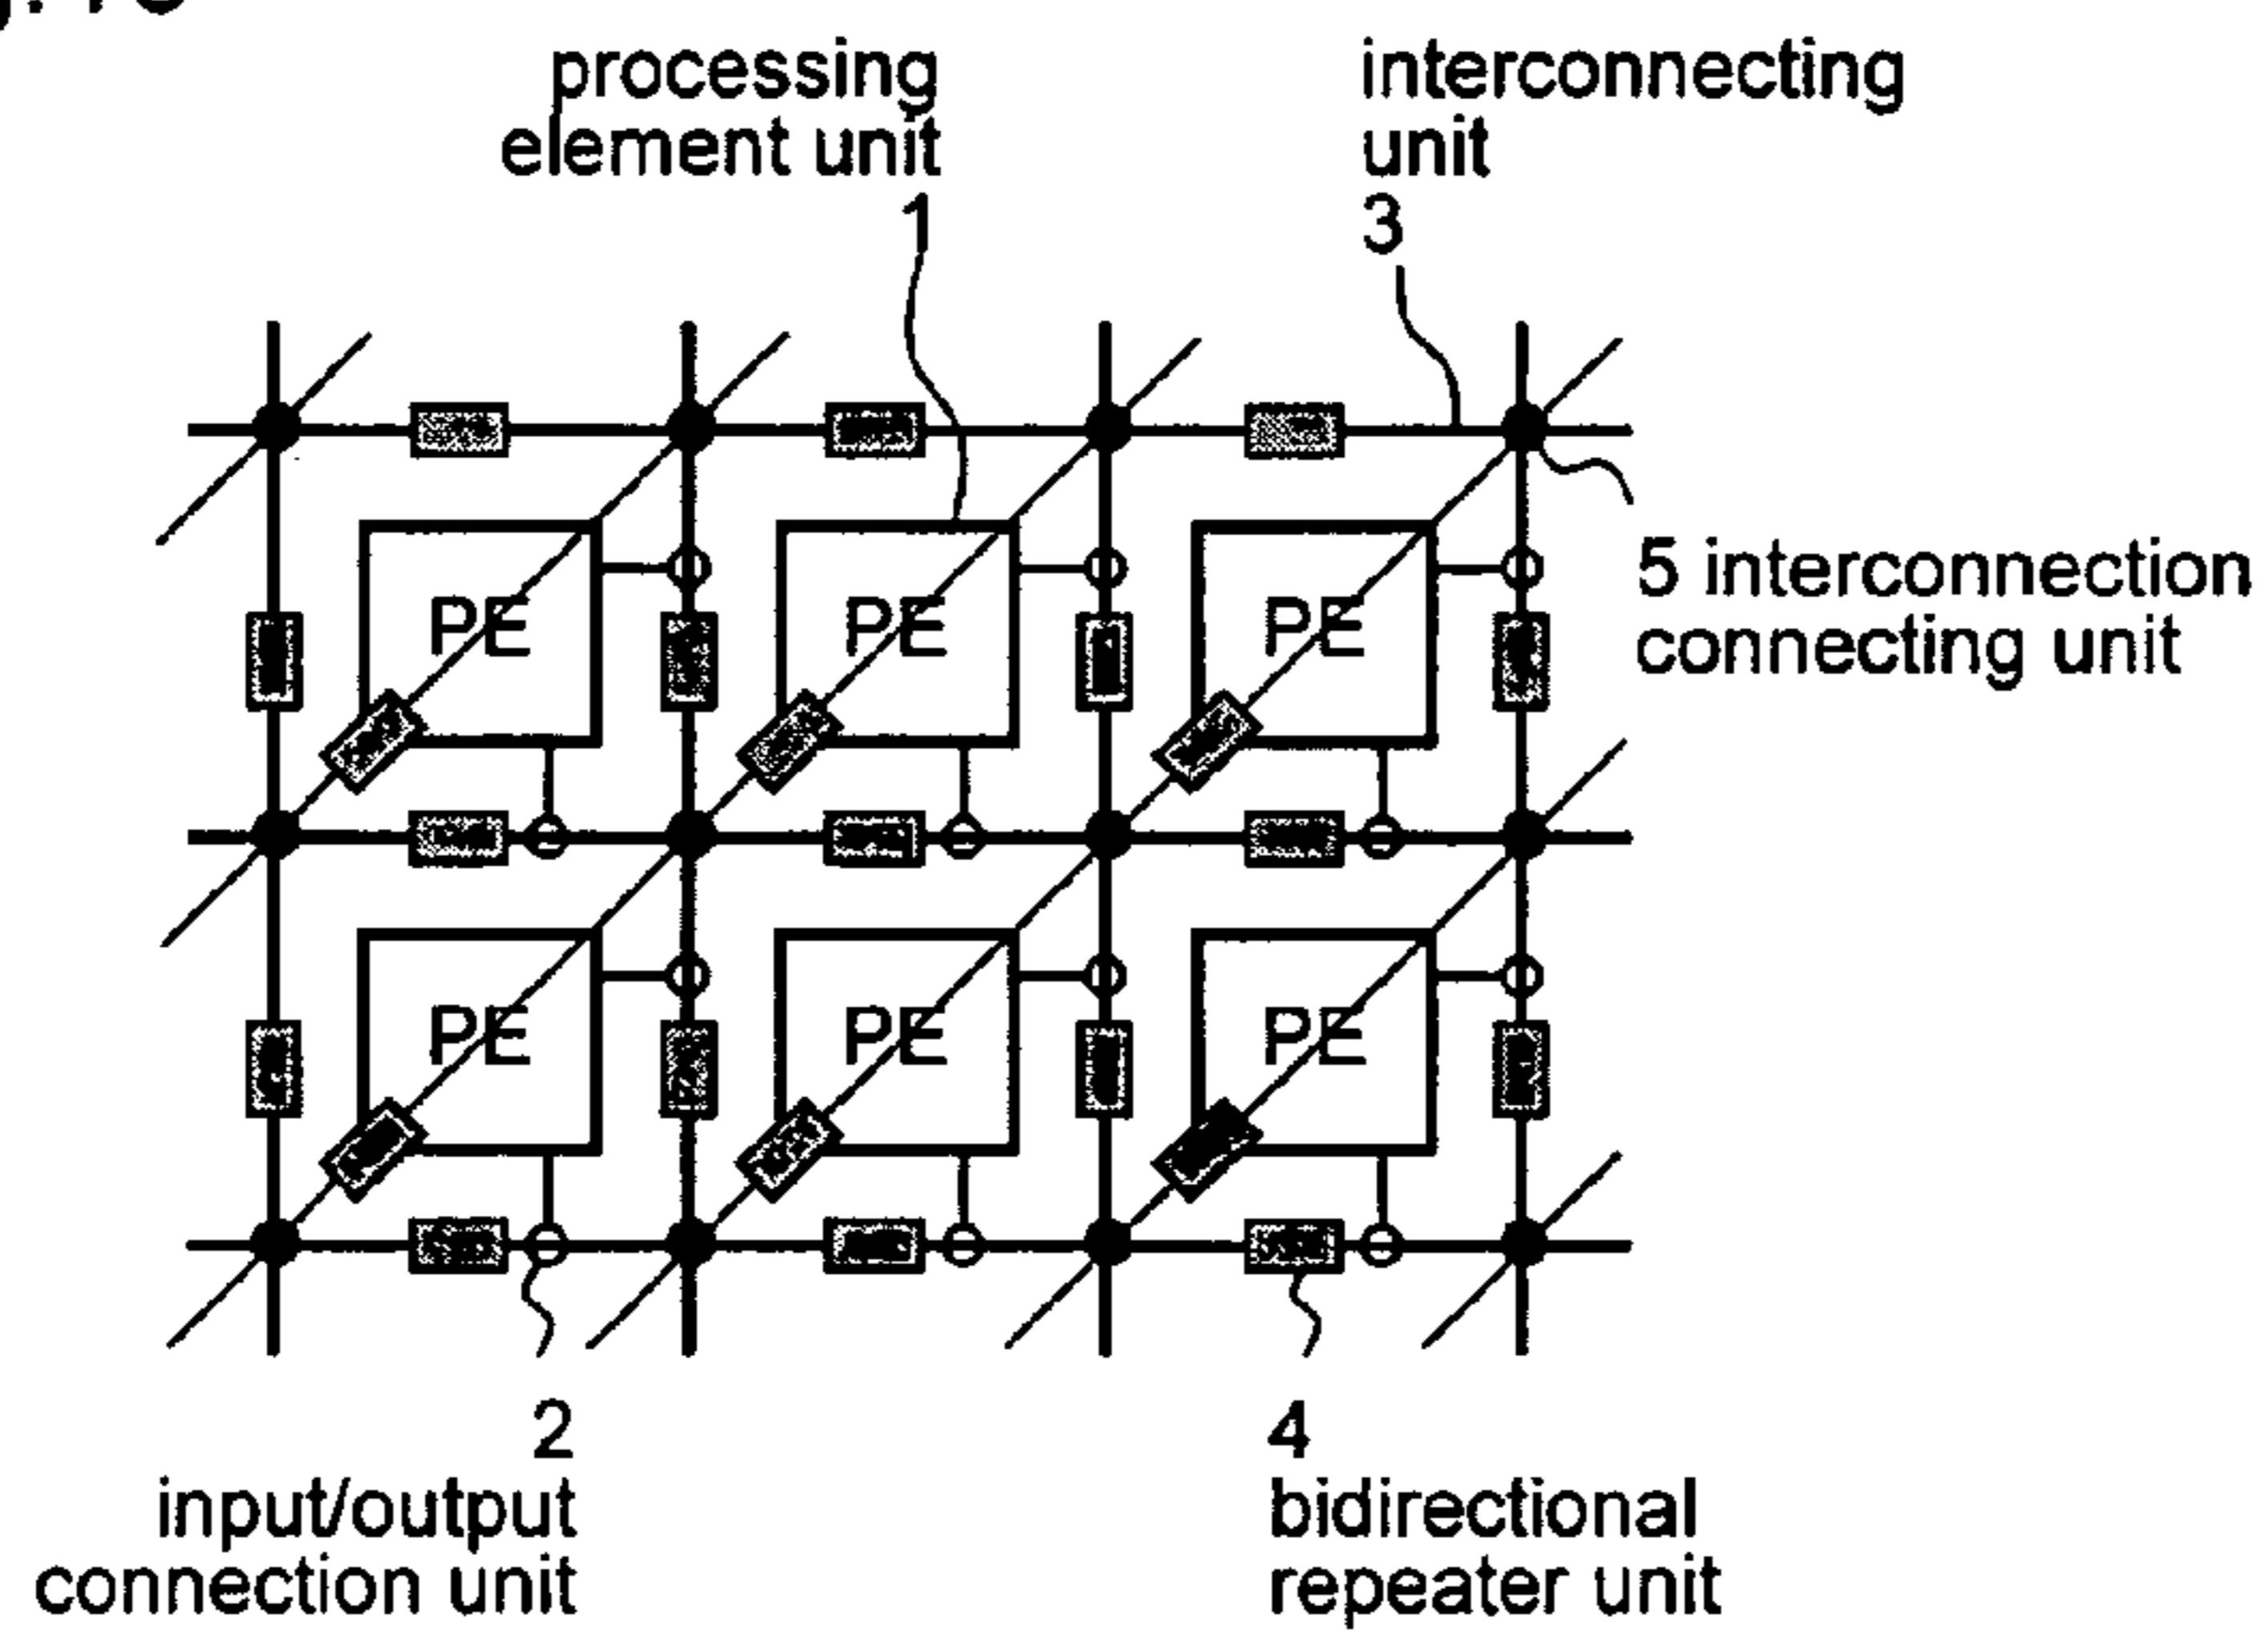 processing
element unit
1
interconnecting
unit
3
PE
PE
PE
5 interconnection
connecting unit
PE
PE
PE
2
input/output
connection unit
4
bidirectional
repeater unit